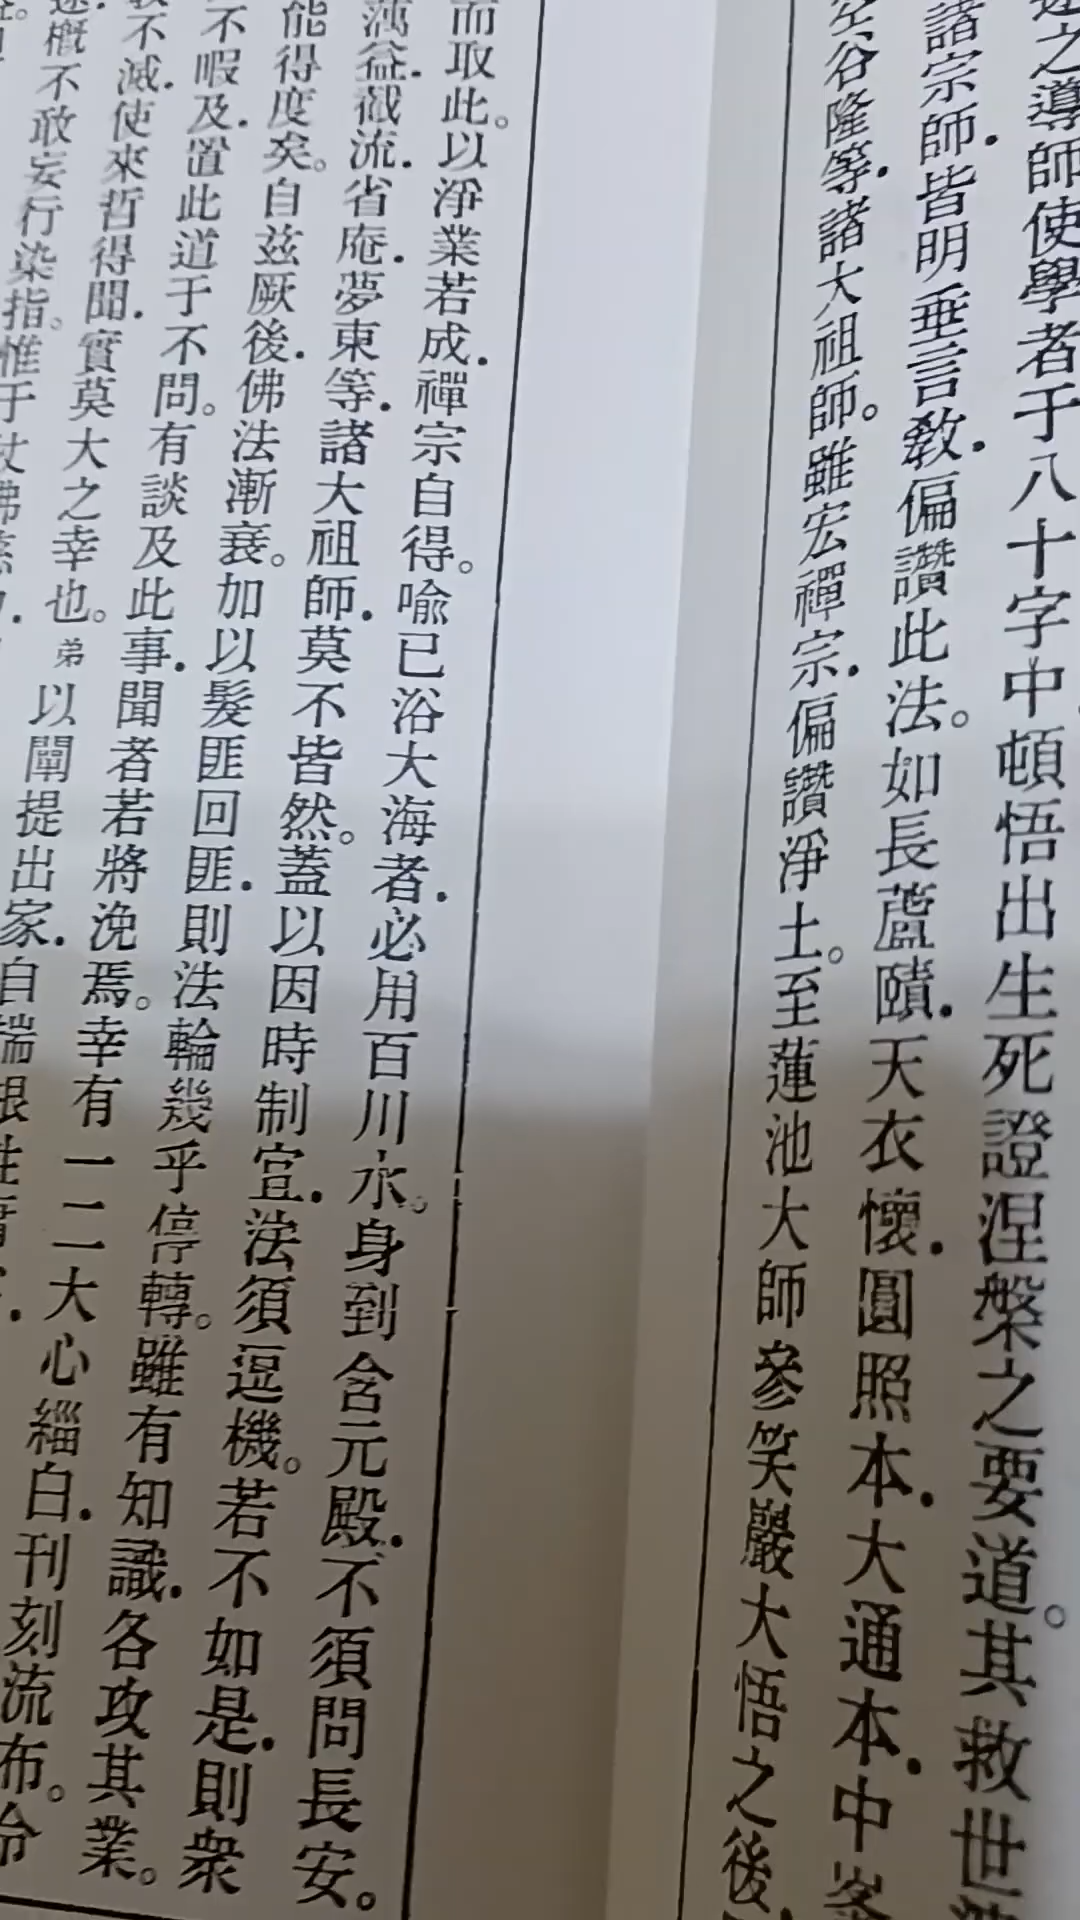 之導師使學者于八十字中頓悟出生死證涅槃之要道。其救世
諸宗師.皆明垂言教.偏讚此法。如長蘆賾.天衣懷.圓照本.大通本.中峯
空谷隆等.諸大祖師。雖宏禪宗.偏讚淨土。至蓮池大師參笑巖大悟之後.
而取此。以淨業若成.禪宗自得。喻已浴大海者.必用百川水。身到含元殿.不須問長安。
蕅益.截流.省庵.夢東等.諸大祖師.莫不皆然。蓋以因時制宜.法須逗機。若不如是.則衆
能得度矣。自茲厥後.佛法漸衰。加以髮匪回匪.則法輪幾乎停轉。雖有知識.各攻其業。
不暇及.置此道于不問。有談及此事.聞者若將浼焉。幸有一二大心緇白.刊刻流布。
不滅.使來哲得聞.實莫大之幸也。弟以闡提出家.自
概不敢妄行染指。惟于